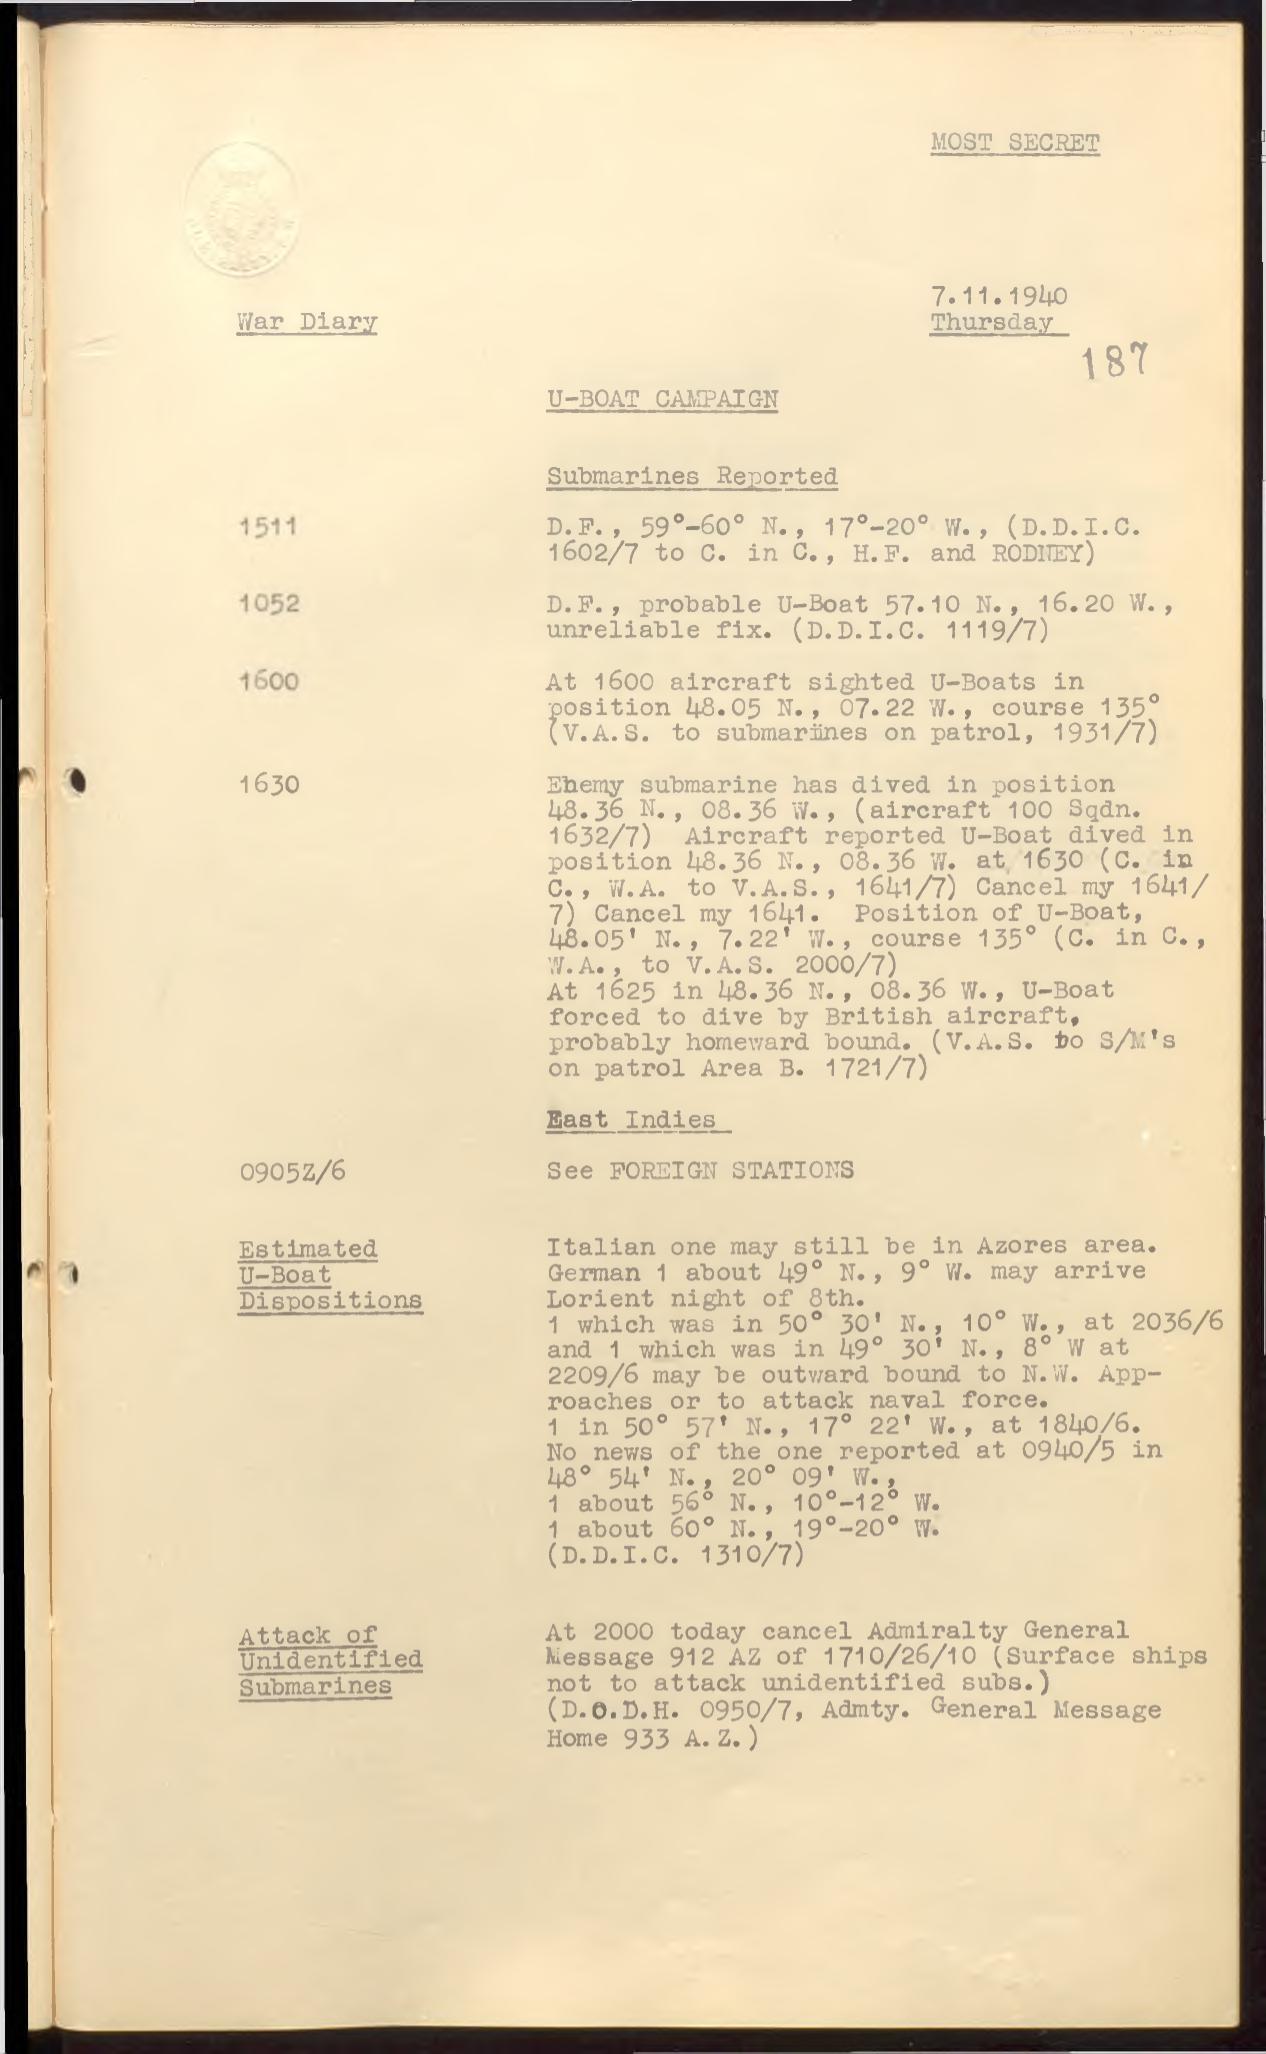 MOST SECRET
7.11.1940
War Diary
Thursday
187
U-BOAT CAMPAIGN
Submarines Reported
1511
D.F., 59°-60° N., 17°-20° W., (D.D.I.C.
1602/7 to C. in C., H.F. and RODNEY)
1052
D.F., probable U-Boat 57.10 N., 16.20 W.,
unreliable fix. (D.D.I.C. 1119/7)
1600
At 1600 aircraft sighted U-Boats in
position 48.05 N., 07.22 W., course 135°
(V.A.S. to submarines on patrol, 1931/7)
1630
Enemy submarine has dived in position
48.36 N., 08.36 W., (aircraft 100 Sqdn.
1632/7) Aircraft reported U-Boat dived in
position 48.36 N., 08.36 W. at 1630 (C. in
C., W.A. to V.A.S., 1641/7) Cancel my 1641/
7) Cancel my 1641. Position of U-Boat,
48.05' N., 7.22' W., course 135° (C. in C.,
W.A., to V.A.S. 2000/7)
At 1625 in 48.36 N., 08.36 W., U-Boat
forced to dive by British aircraft,
probably homeward bound. (V.A.S. to S/M's
on patrol Area B. 1721/7)
East Indies
0905Z/6
See FOREIGN STATIONS
Estimated
U-Boat
Dispositions
Italian one may still be in Azores area.
German 1 about 49° N., 9° W. may arrive
Lorient night of 8th.
1 which was in 50° 30' N., 10° W., at 2036/6
and 1 which was in 49° 30' N., 8° W at
2209/6 may be outward bound to N.W. App-
roaches or to attack naval force.
1 in 50° 57' N., 17° 22' W., at 1840/6.
No news of the one reported at 0940/5 in
48° 54' N., 20° 09' W.,
1 about 56° N., 10°-12° W.
1 about 60° N., 19°-20° W.
(D.D.I.C. 1310/7)
Attack of
Unidentified
Submarines
At 2000 today cancel Admiralty General
Message 912 AZ of 1710/26/10 (Surface ships
not to attack unidentified subs.)
(D.O.D.H. 0950/7, Admty. General Message
Home 933 A.Z.)